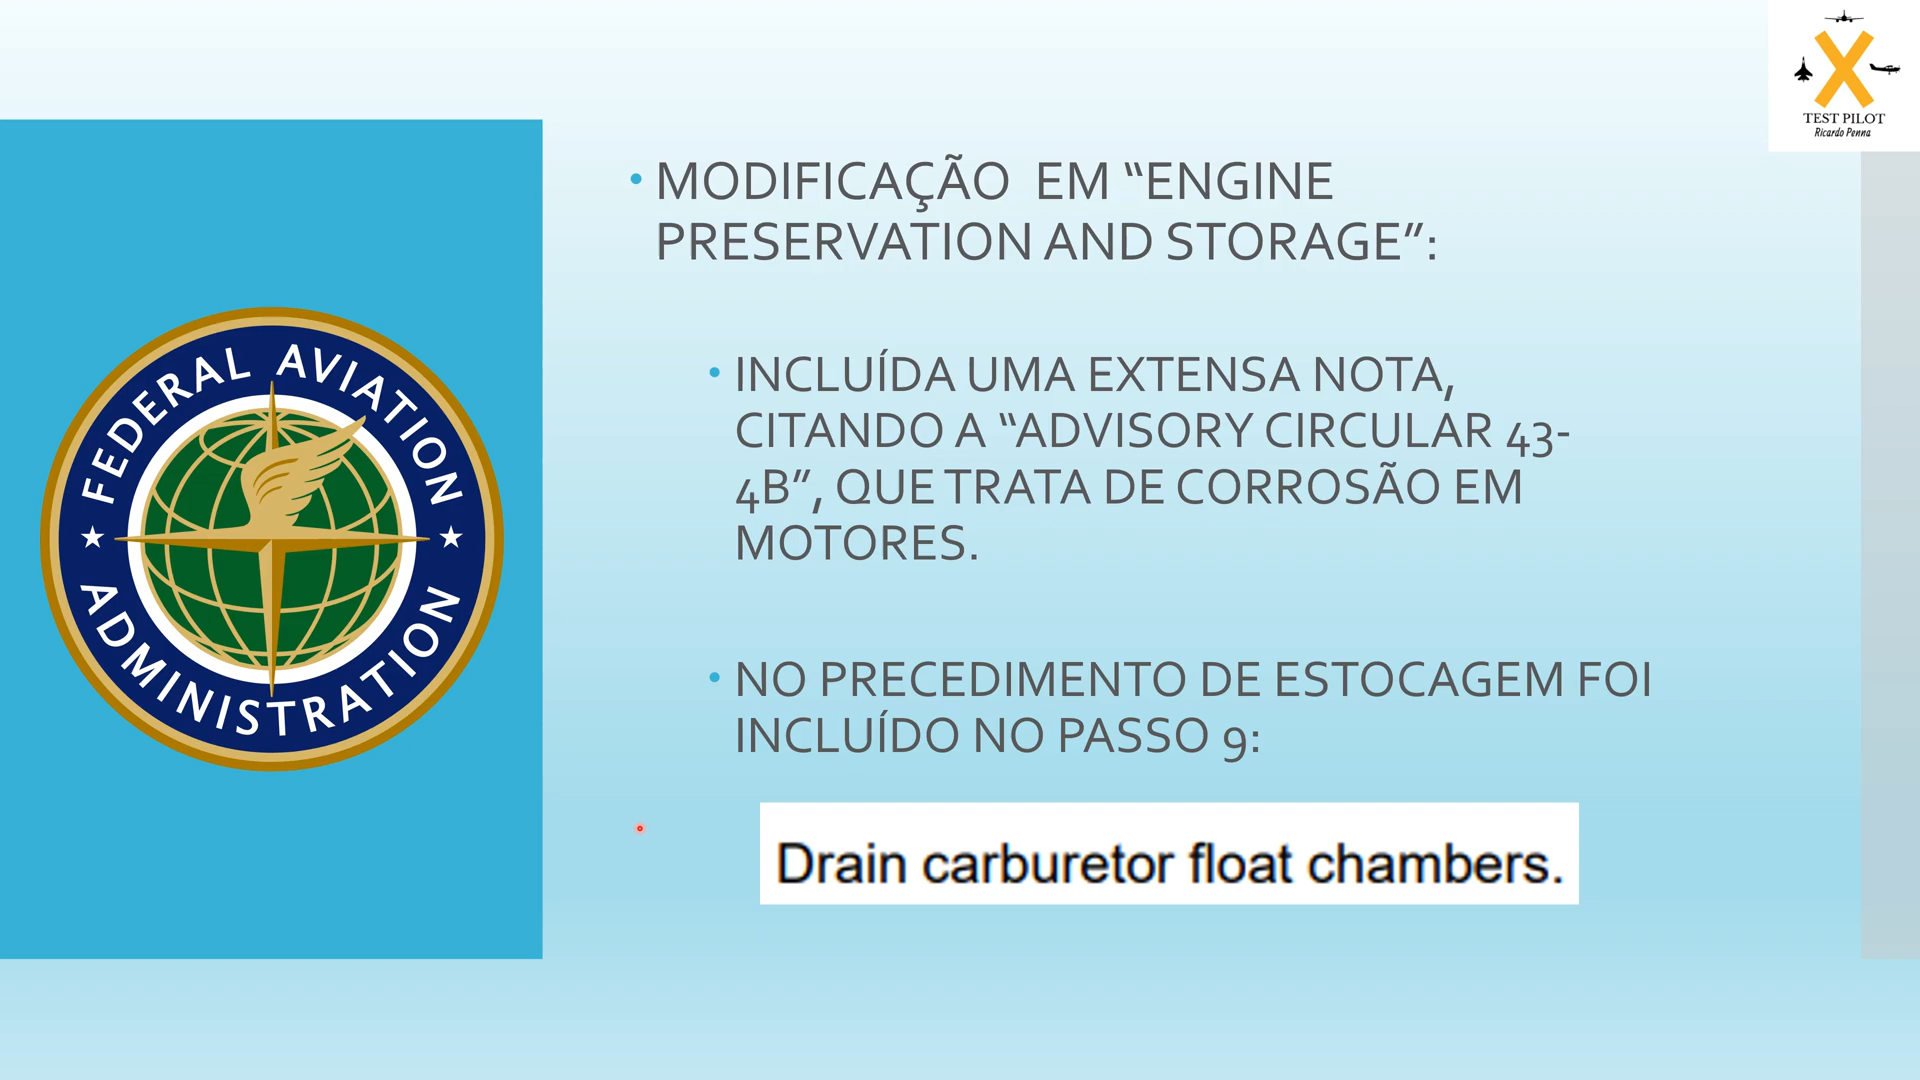 TEST PILOT
Ricardo Penna
FEDERAL AVIATION
ADMINISTRATION
• MODIFICAÇÃO EM “ENGINE
PRESERVATION AND STORAGE”:
• INCLUÍDA UMA EXTENSA NOTA,
CITANDO A “ADVISORY CIRCULAR 43-
4B”, QUE TRATA DE CORROSÃO EM
MOTORES.
• NO PRECEDIMENTO DE ESTOCAGEM FOI
INCLUÍDO NO PASSO 9:
Drain carburetor float chambers.